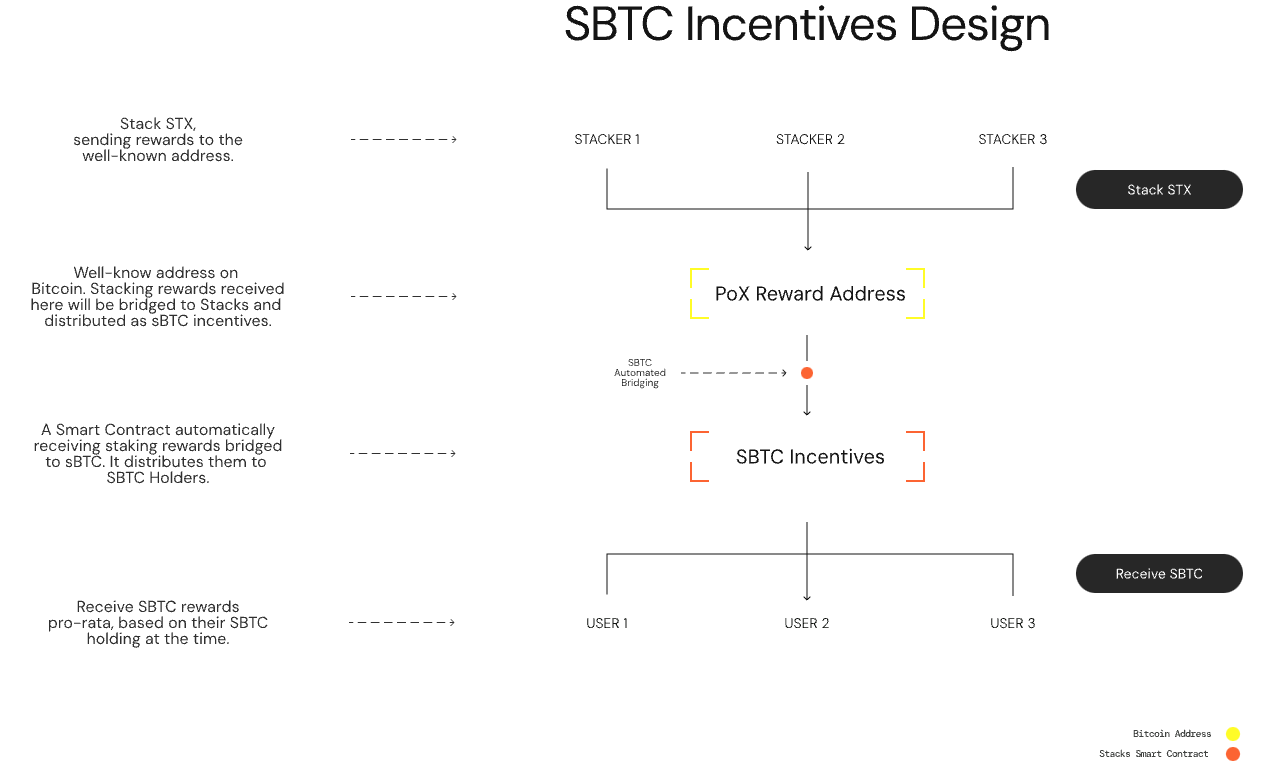 SBTC Incentives Design
Stack STX,
sending rewards to the
well-known address.
STACKER 1
STACKER 2
STACKER 3
Stack STX
Well-know address on
Bitcoin. Stacking rewards received
here will be bridged to Stacks and
distributed as sBTC incentives.
PoX Reward Address
SBTC
Automated
Bridging
A Smart Contract automatically
receiving staking rewards bridged
to sBTC. It distributes them to
SBTC Holders.
SBTC Incentives
Receive SBTC
Receive SBTC rewards
pro-rata, based on their SBTC
holding at the time.
USER 1
USER 2
USER 3
Bitcoin Address
Stacks Smart Contract